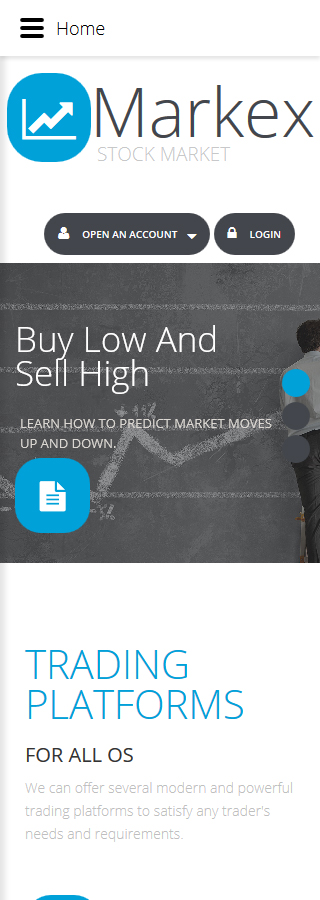 Home
Markex
STOCK MARKET
OPEN AN ACCOUNT
LOGIN
Buy Low And
Sell High
LEARN HOW TO PREDICT MARKET MOVES
UP AND DOWN.
TRADING
PLATFORMS
FOR ALL OS
We can offer several modern and powerful
trading platforms to satisfy any trader's
needs and requirements.